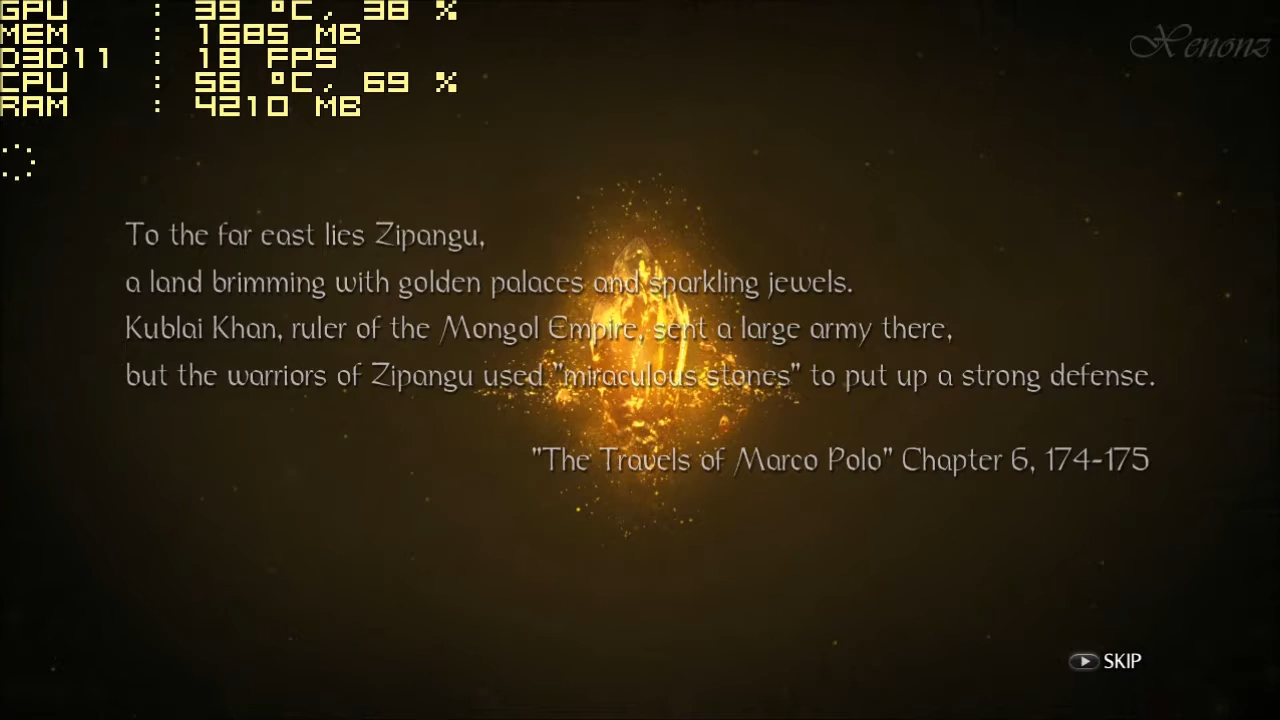 GPU : 39 °C, 38 %
MEM : 1685 MB
D3D11 : 18 FPS
CPU : 56 °C, 69 %
RAM : 4210 MB
Xenonz
To the far east lies Zipangu,
a land brimming with golden palaces and sparkling jewels.
Kublai Khan, ruler of the Mongol Empire, sent a large army there,
but the warriors of Zipangu used "miraculous stones" to put up a strong defense.
"The Travels of Marco Polo" Chapter 6, 174-175
SKIP